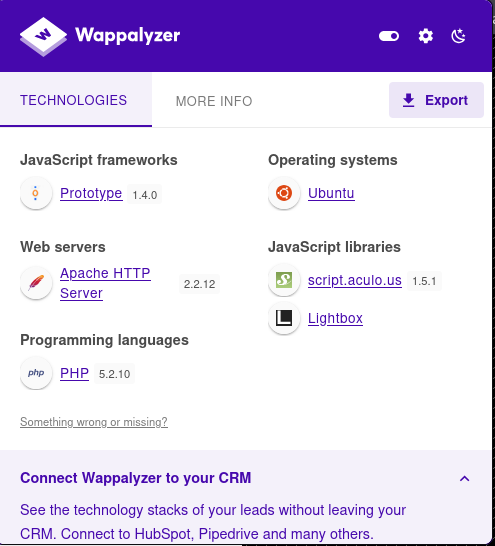 Wappalyzer
TECHNOLOGIES
MORE INFO
Export
JavaScript frameworks
Prototype 1.4.0
Web servers
Apache HTTP
Server
2.2.12
Programming languages
php
PHP 5.2.10
Operating systems
Ubuntu
JavaScript libraries
script.aculo.us 1.5.1
Lightbox
Something wrong or missing?
Connect Wappalyzer to your CRM
See the technology stacks of your leads without leaving your
CRM. Connect to HubSpot, Pipedrive and many others.